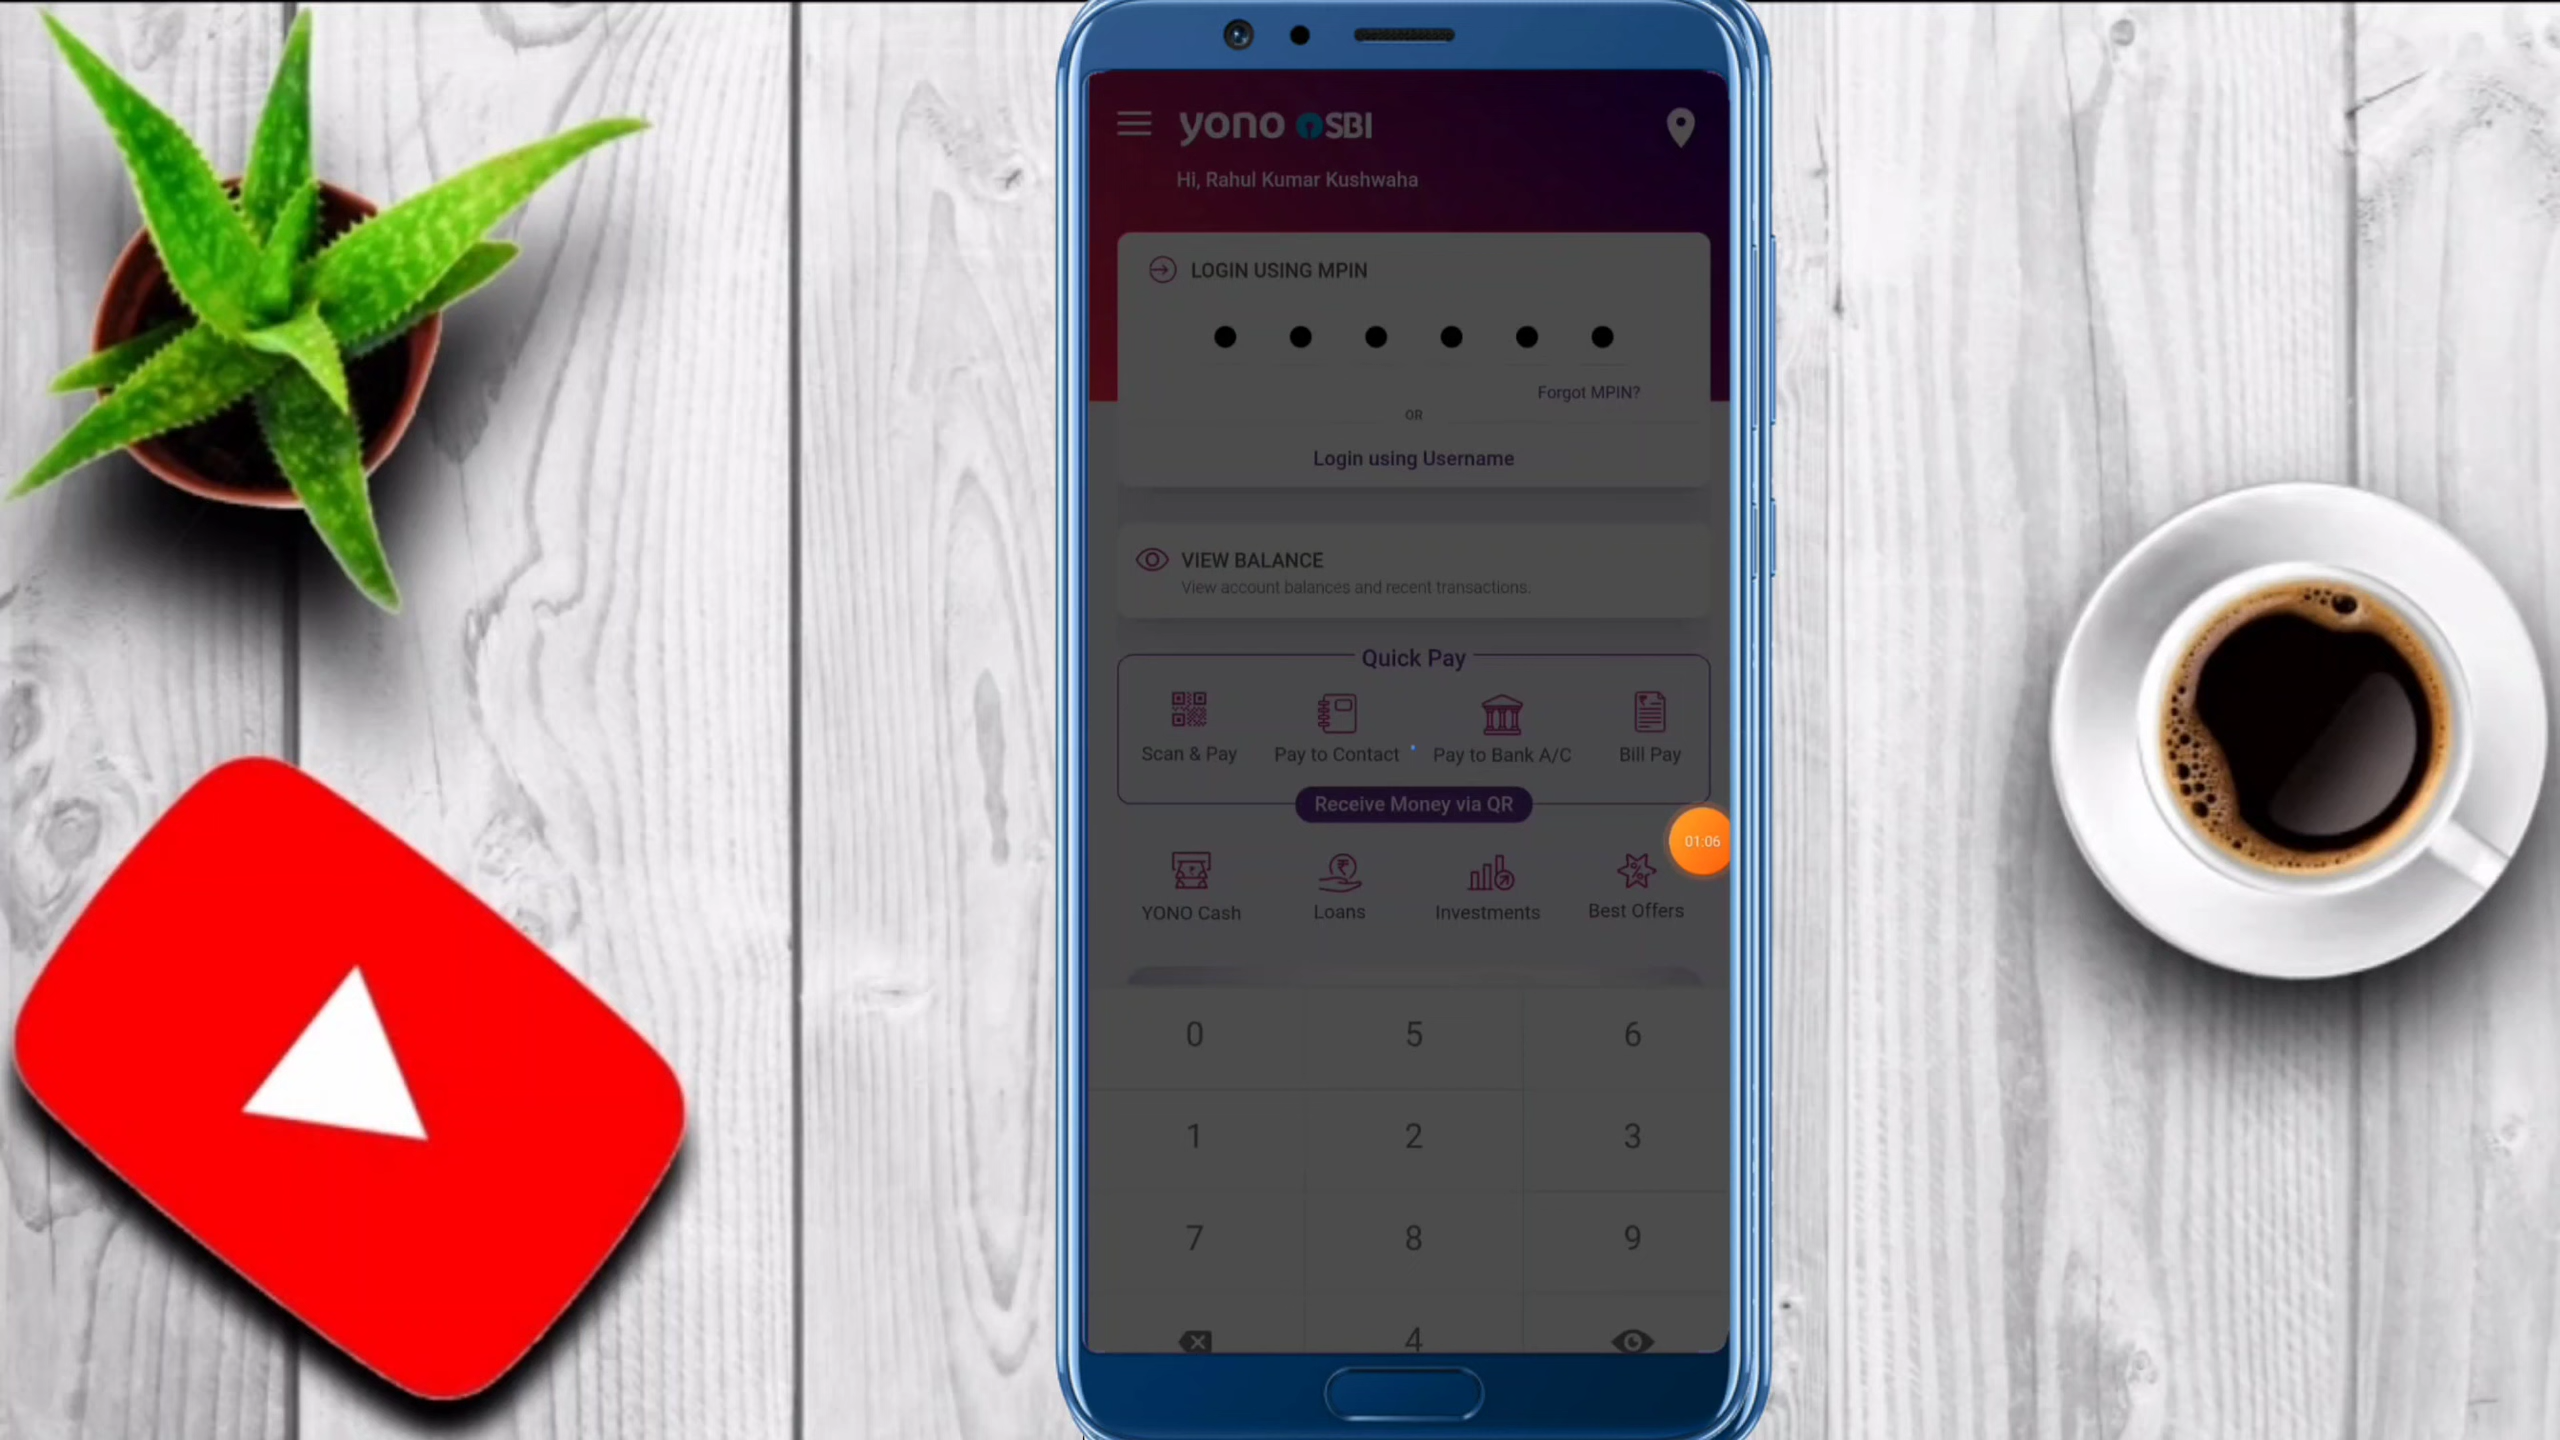 yono SBI
Hi, Rahul Kumar Kushwaha
LOGIN USING MPIN
Forgot MPIN?
OR
Login using Username
VIEW BALANCE
View account balances and recent transactions.
Quick Pay
Scan & Pay Pay to Contact Pay to Bank A/C Bill Pay
Receive Money via QR
01:06
YONO Cash Loans Investments Best Offers
0 5 6
1 2 3
7 8 9
4